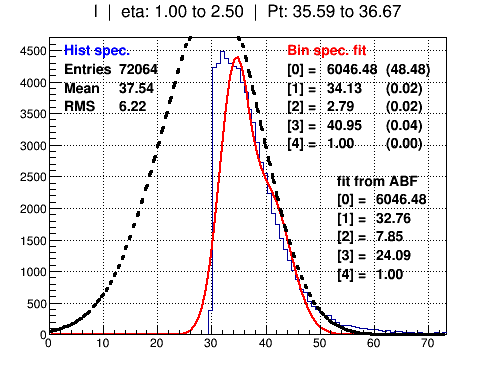 I | eta: 1.00 to 2.50 | Pt: 35.59 to 36.67
Hist spec.
Entries 72064
Mean 37.54
RMS 6.22
Bin spec. fit
[0] = 6046.48 (48.48)
[1] = 34.13 (0.02)
[2] = 2.79 (0.02)
[3] = 40.95 (0.04)
[4] = 1.00 (0.00)
fit from ABF
[0] = 6046.48
[1] = 32.76
[2] = 7.85
[3] = 24.09
[4] = 1.00
4500
4000
3500
3000
2500
2000
1500
1000
500
0
0 10 20 30 40 50 60 70